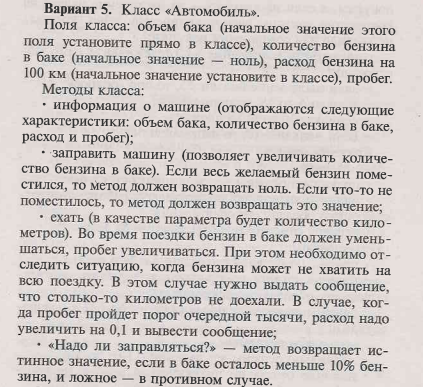 Вариант 5. Класс «Автомобиль».
Поля класса: объем бака (начальное значение этого
поля установите прямо в классе), количество бензина
в баке (начальное значение — ноль), расход бензина на
100 км (начальное значение установите в классе), пробег.
Методы класса:
• информация о машине (отображаются следующие
характеристики: объем бака, количество бензина в баке,
расход и пробег);
• заправить машину (позволяет увеличивать количе-
ство бензина в баке). Если весь желаемый бензин поме-
стился, то метод должен возвращать ноль. Если что-то не
поместилось, то метод должен возвращать это значение;
• ехать (в качестве параметра будет количество кило-
метров). Во время поездки бензин в баке должен умень-
шаться, пробег увеличиваться. При этом необходимо от-
следить ситуацию, когда бензина может не хватить на
всю поездку. В этом случае нужно выдать сообщение,
что столько-то километров не доехали. В случае, ког-
да пробег пройдет порог очередной тысячи, расход надо
увеличить на 0,1 и вывести сообщение;
• «Надо ли заправляться?» — метод возвращает ис-
тинное значение, если в баке осталось меньше 10% бен-
зина, и ложное — в противном случае.